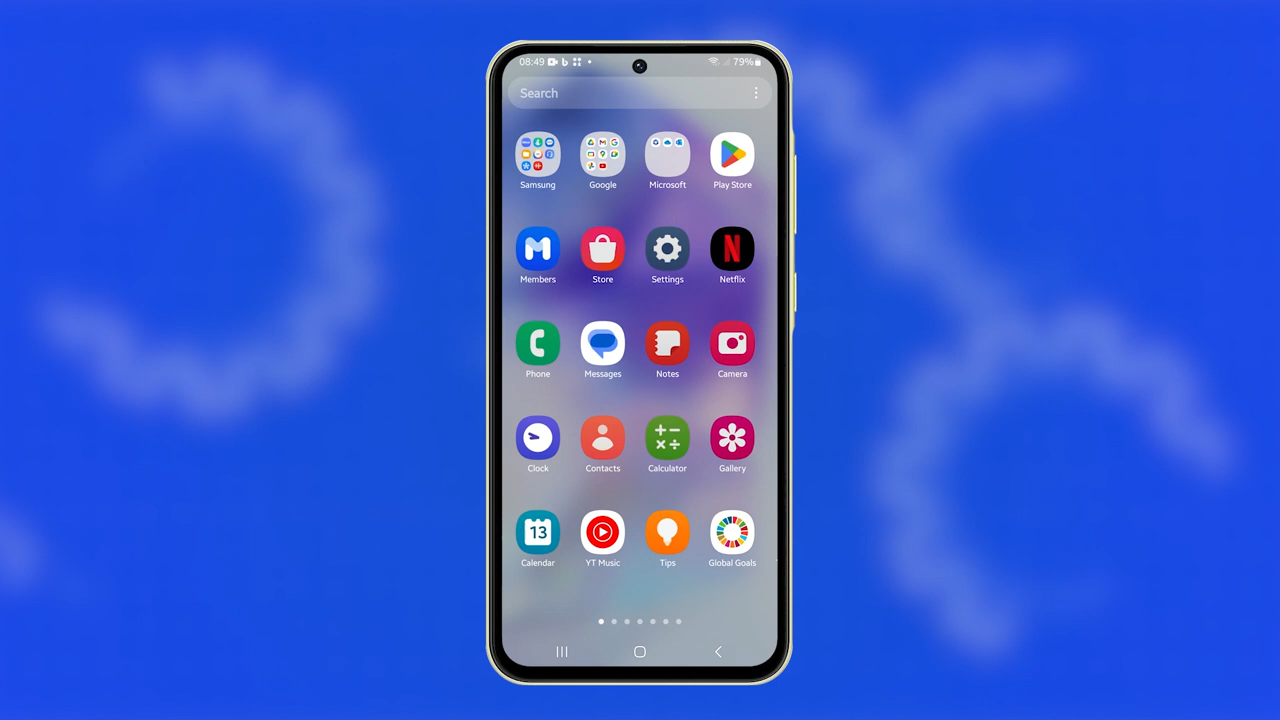 08:49 79%
Search
Samsung Google Microsoft Play Store
Members Store Settings Netflix
Phone Messages Notes Camera
Clock Contacts Calculator Gallery
13
Calendar YT Music Tips Global Goals